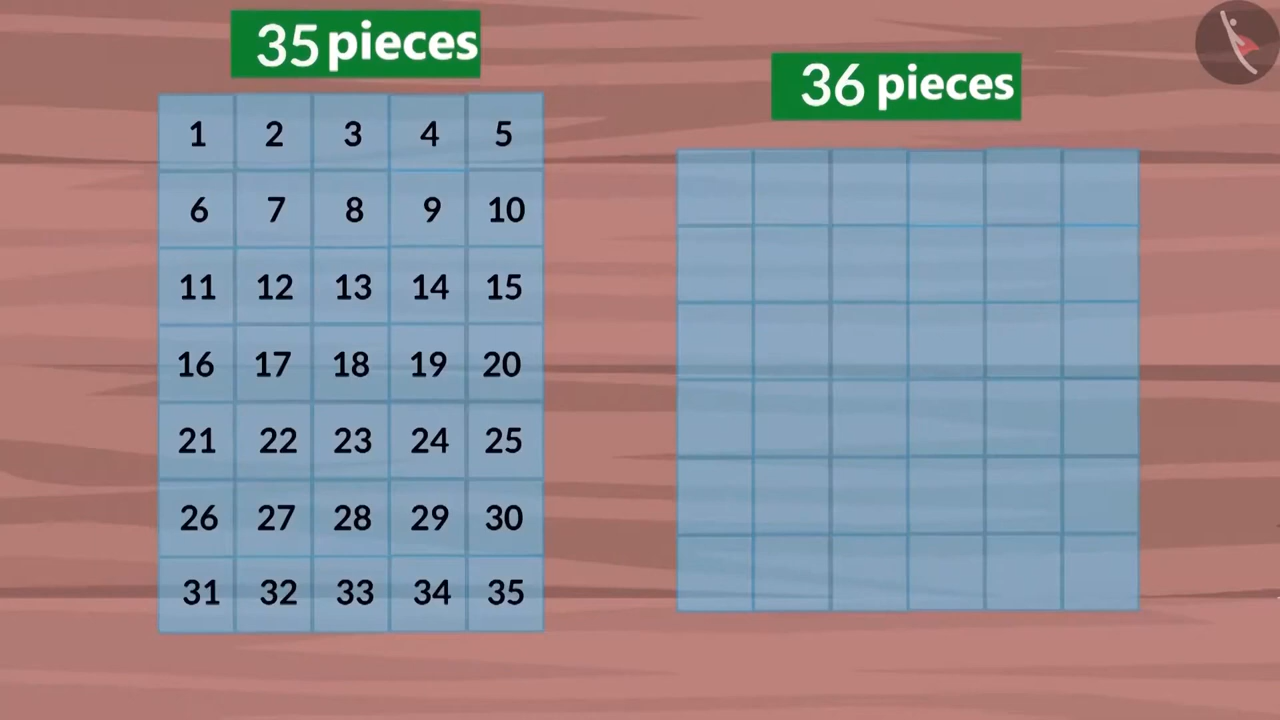 35 pieces
1 2 3 4 5
6 7 8 9 10
11 12 13 14 15
16 17 18 19 20
21 22 23 24 25
26 27 28 29 30
31 32 33 34 35
36 pieces